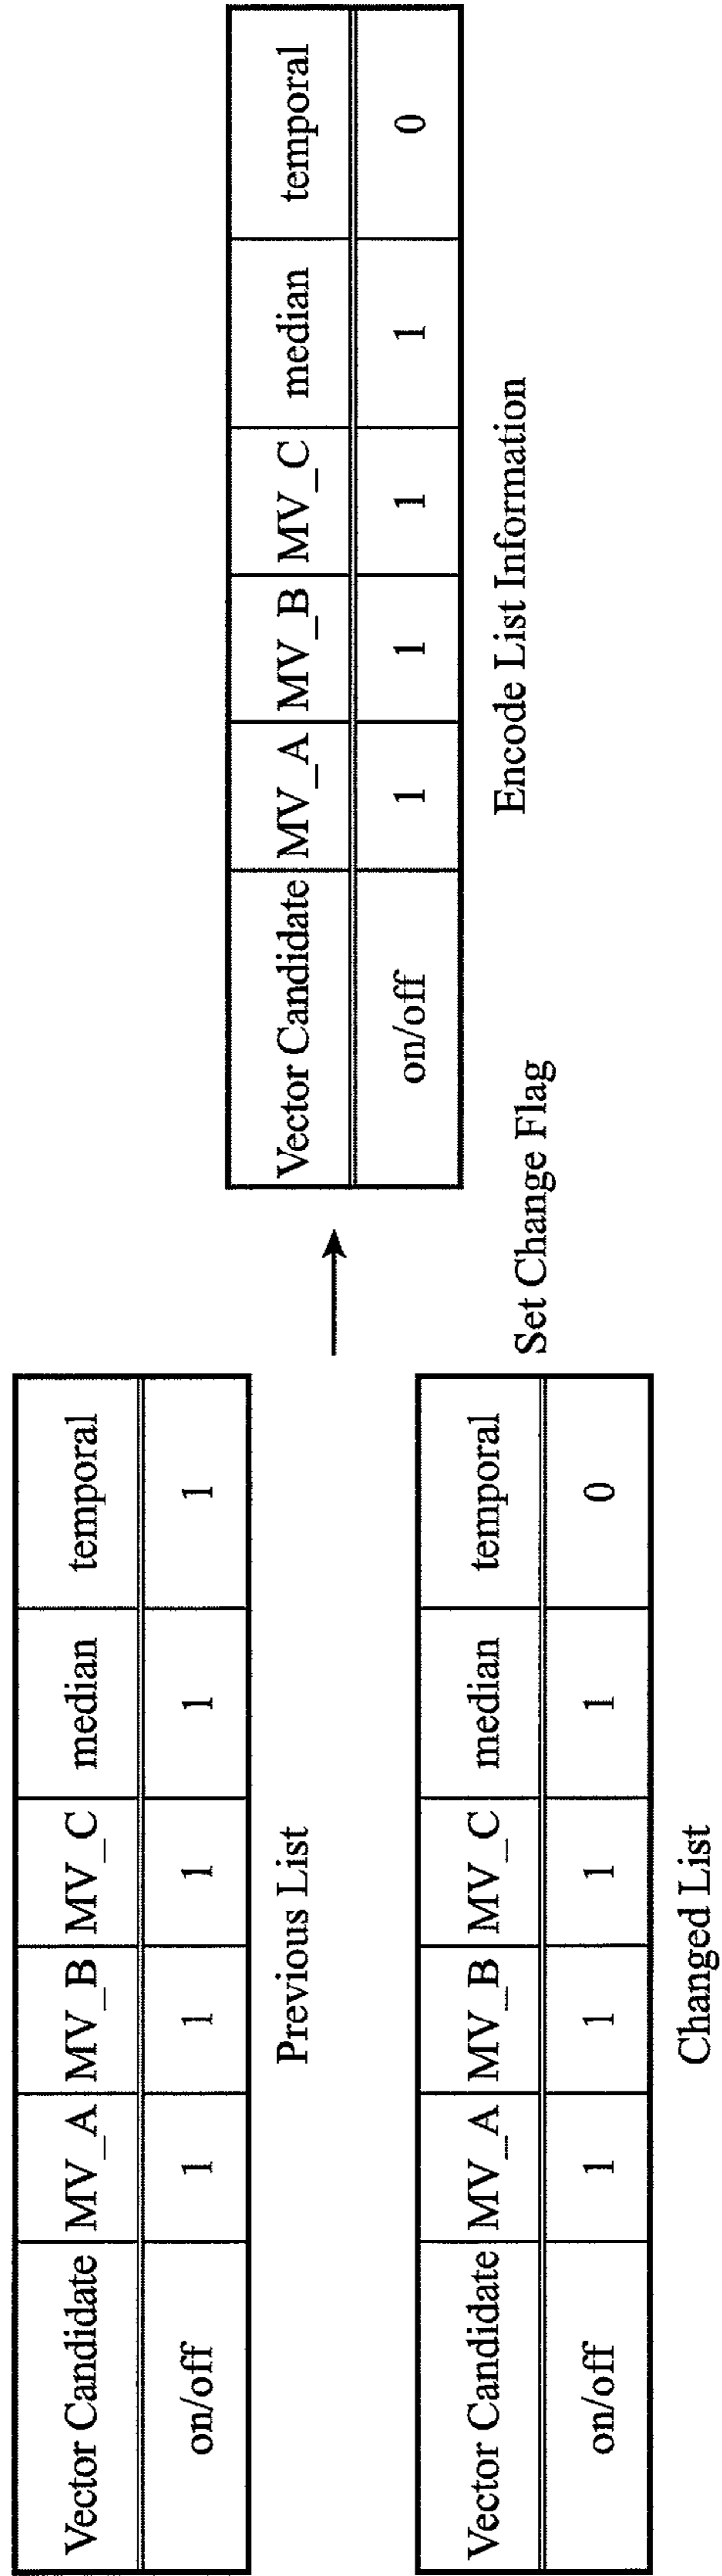 Vector Candidate MV_A MV_B MV_C median temporal
on/off 1 1 1 1 1
Previous List
Vector Candidate MV_A MV_B MV_C median temporal
on/off 1 1 1 1 0
Changed List
Set Change Flag
Vector Candidate MV_A MV_B MV_C median temporal
on/off 1 1 1 1 0
Encode List Information